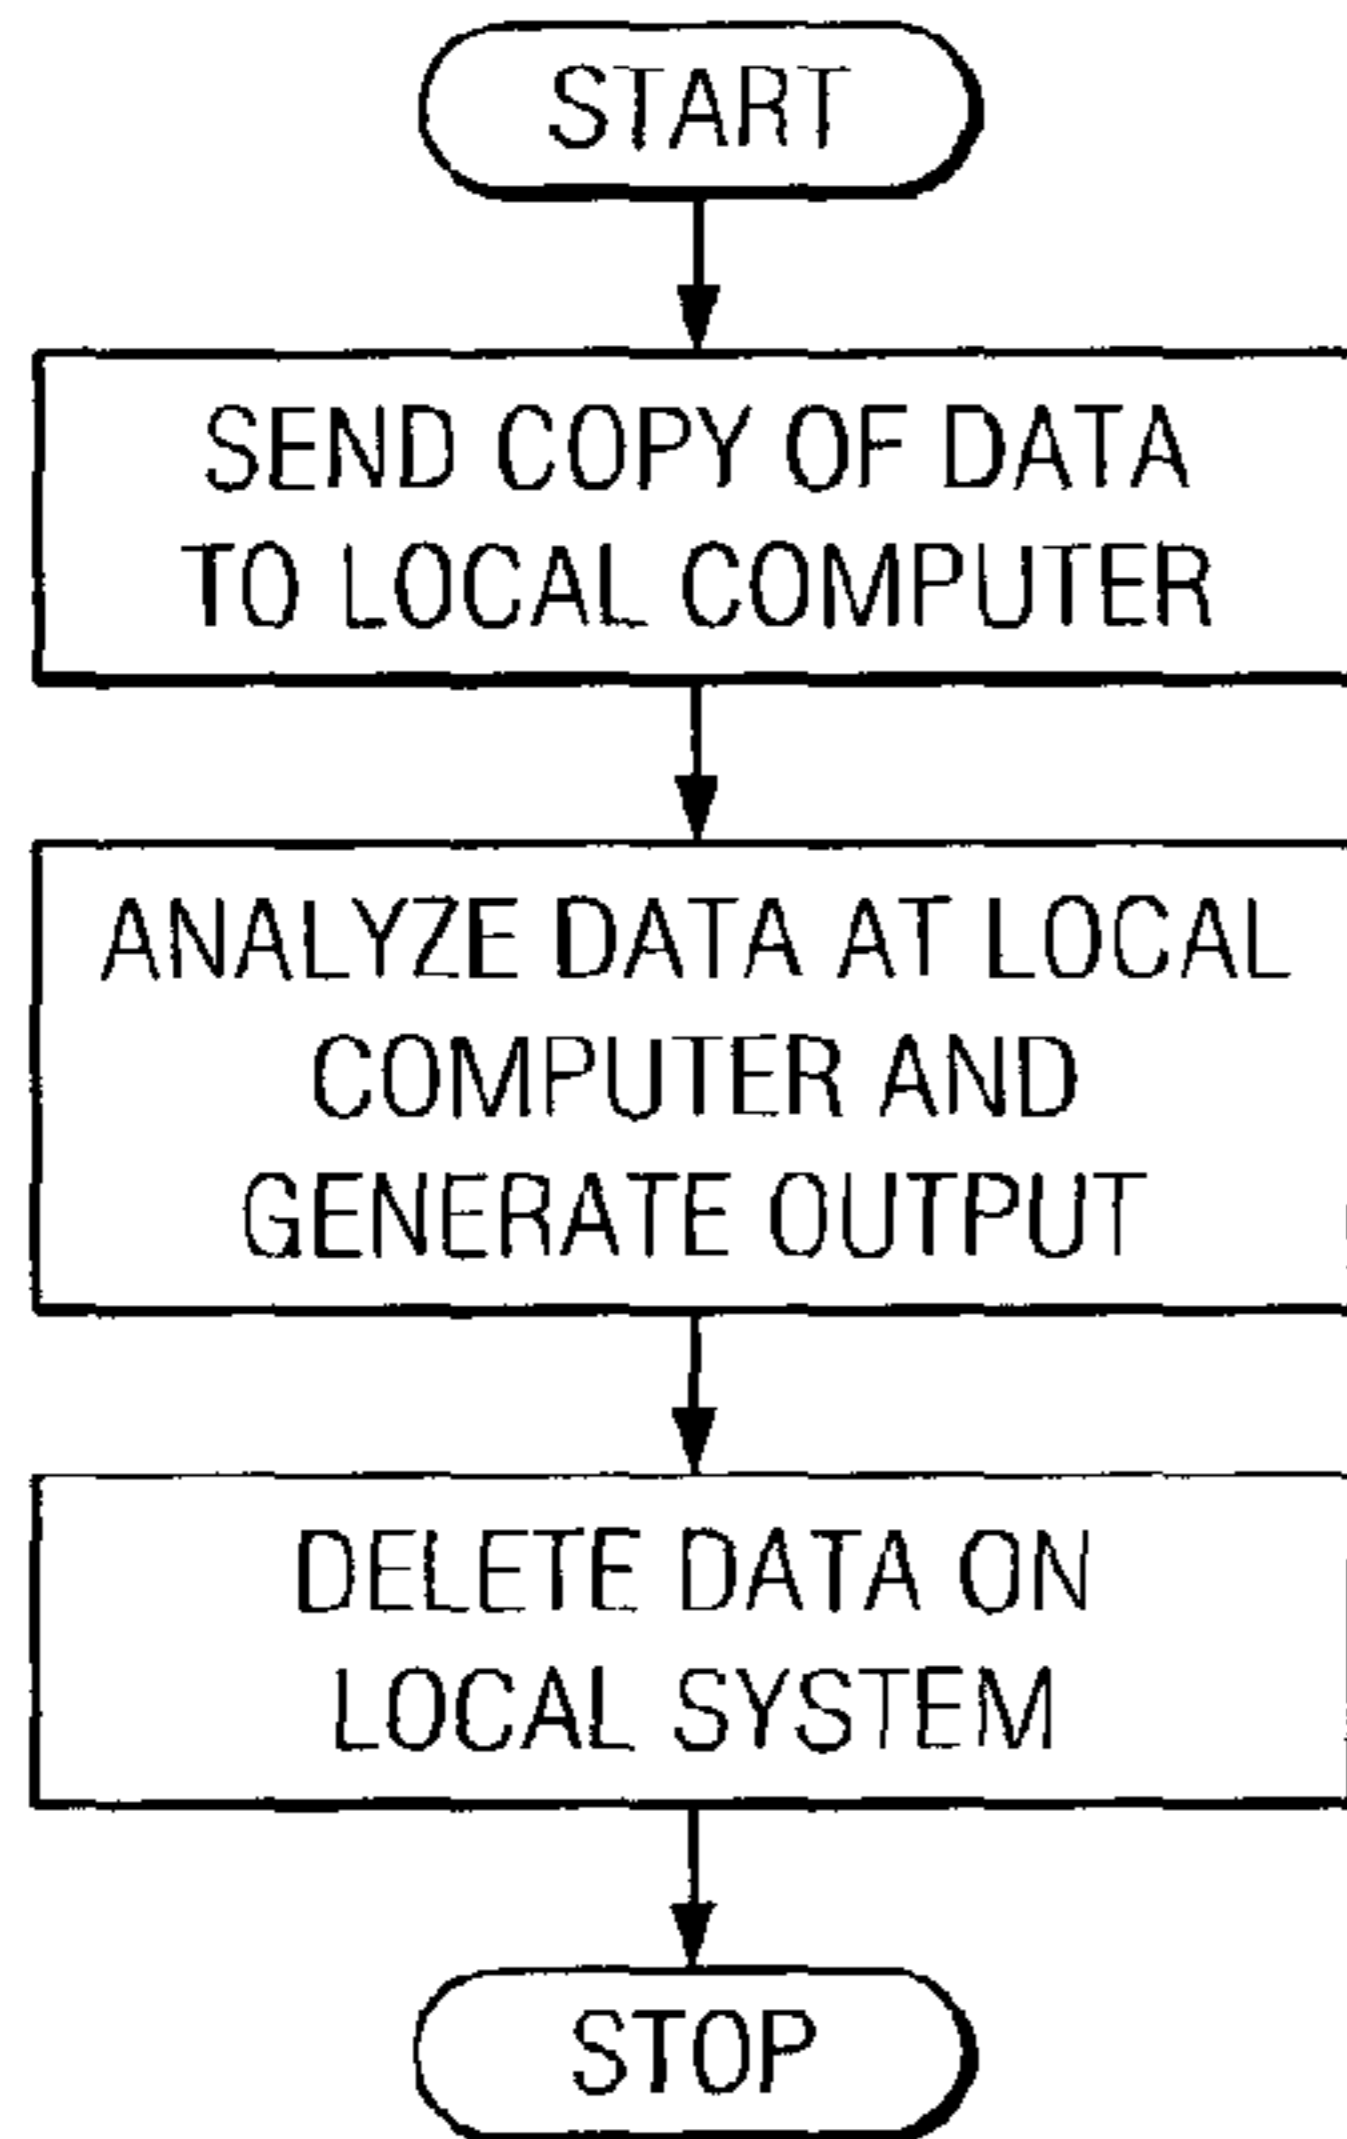 START
SEND COPY OF DATA
TO LOCAL COMPUTER
ANALYZE DATA AT LOCAL
COMPUTER AND
GENERATE OUTPUT
DELETE DATA ON
LOCAL SYSTEM
STOP